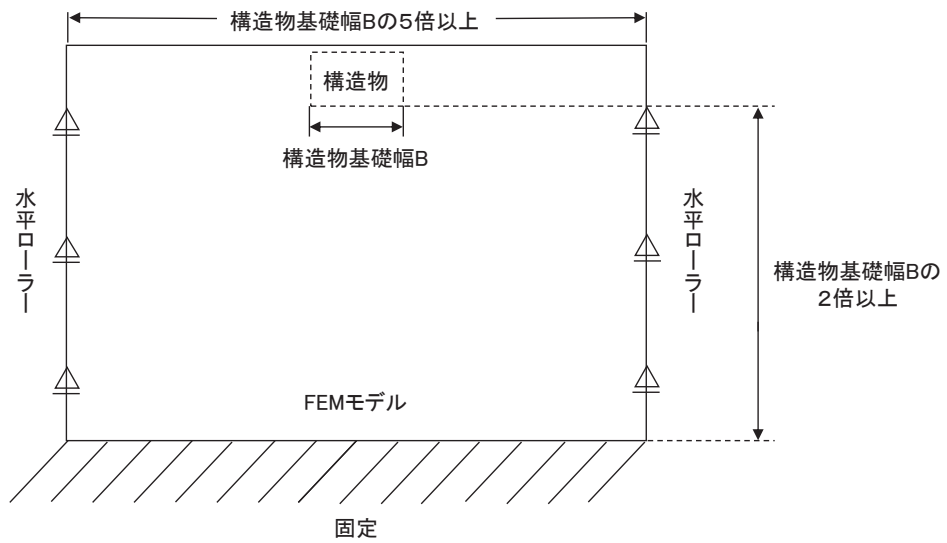 構造物基礎幅Bの5倍以上
構造物
構造物基礎幅B
水平ローラー
水平ローラー
構造物基礎幅Bの
2倍以上
FEMモデル
固定